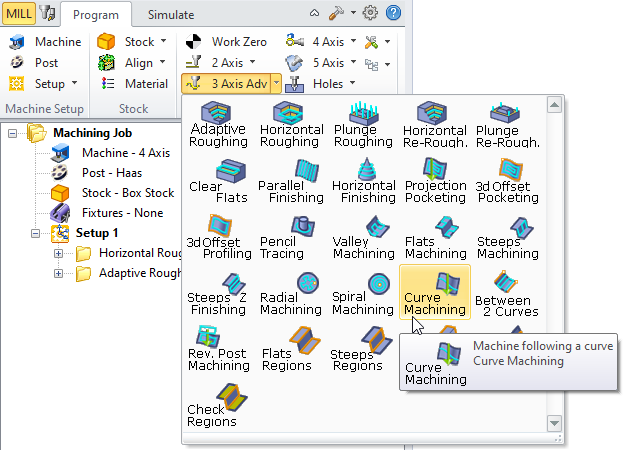 MILL Program Simulate
Machine Stock Work Zero 4 Axis
Post Align 2 Axis 5 Axis
Setup Material 3 Axis Adv Holes
Machine Setup Stock
Machining Job
Machine - 4 Axis
Post - Haas
Stock - Box Stock
Fixtures - None
Setup 1
Horizontal Roug
Adaptive Rough
Adaptive Horizontal Plunge Horizontal Plunge
Roughing Roughing Roughing Re-Rough. Re-Rough.
Clear Parallel Horizontal Projection 3d Offset
Flats Finishing Finishing Pocketing Pocketing
3d Offset Pencil Valley Flats Steeps
Profiling Tracing Machining Machining Machining
Steeps Z Radial Spiral Curve Between
Finishing Machining Machining Machining 2 Curves
Rev. Post Flats Steeps
Machining Regions Regions
Machine following a curve
Curve Machining
Curve
Machining
Check
Regions